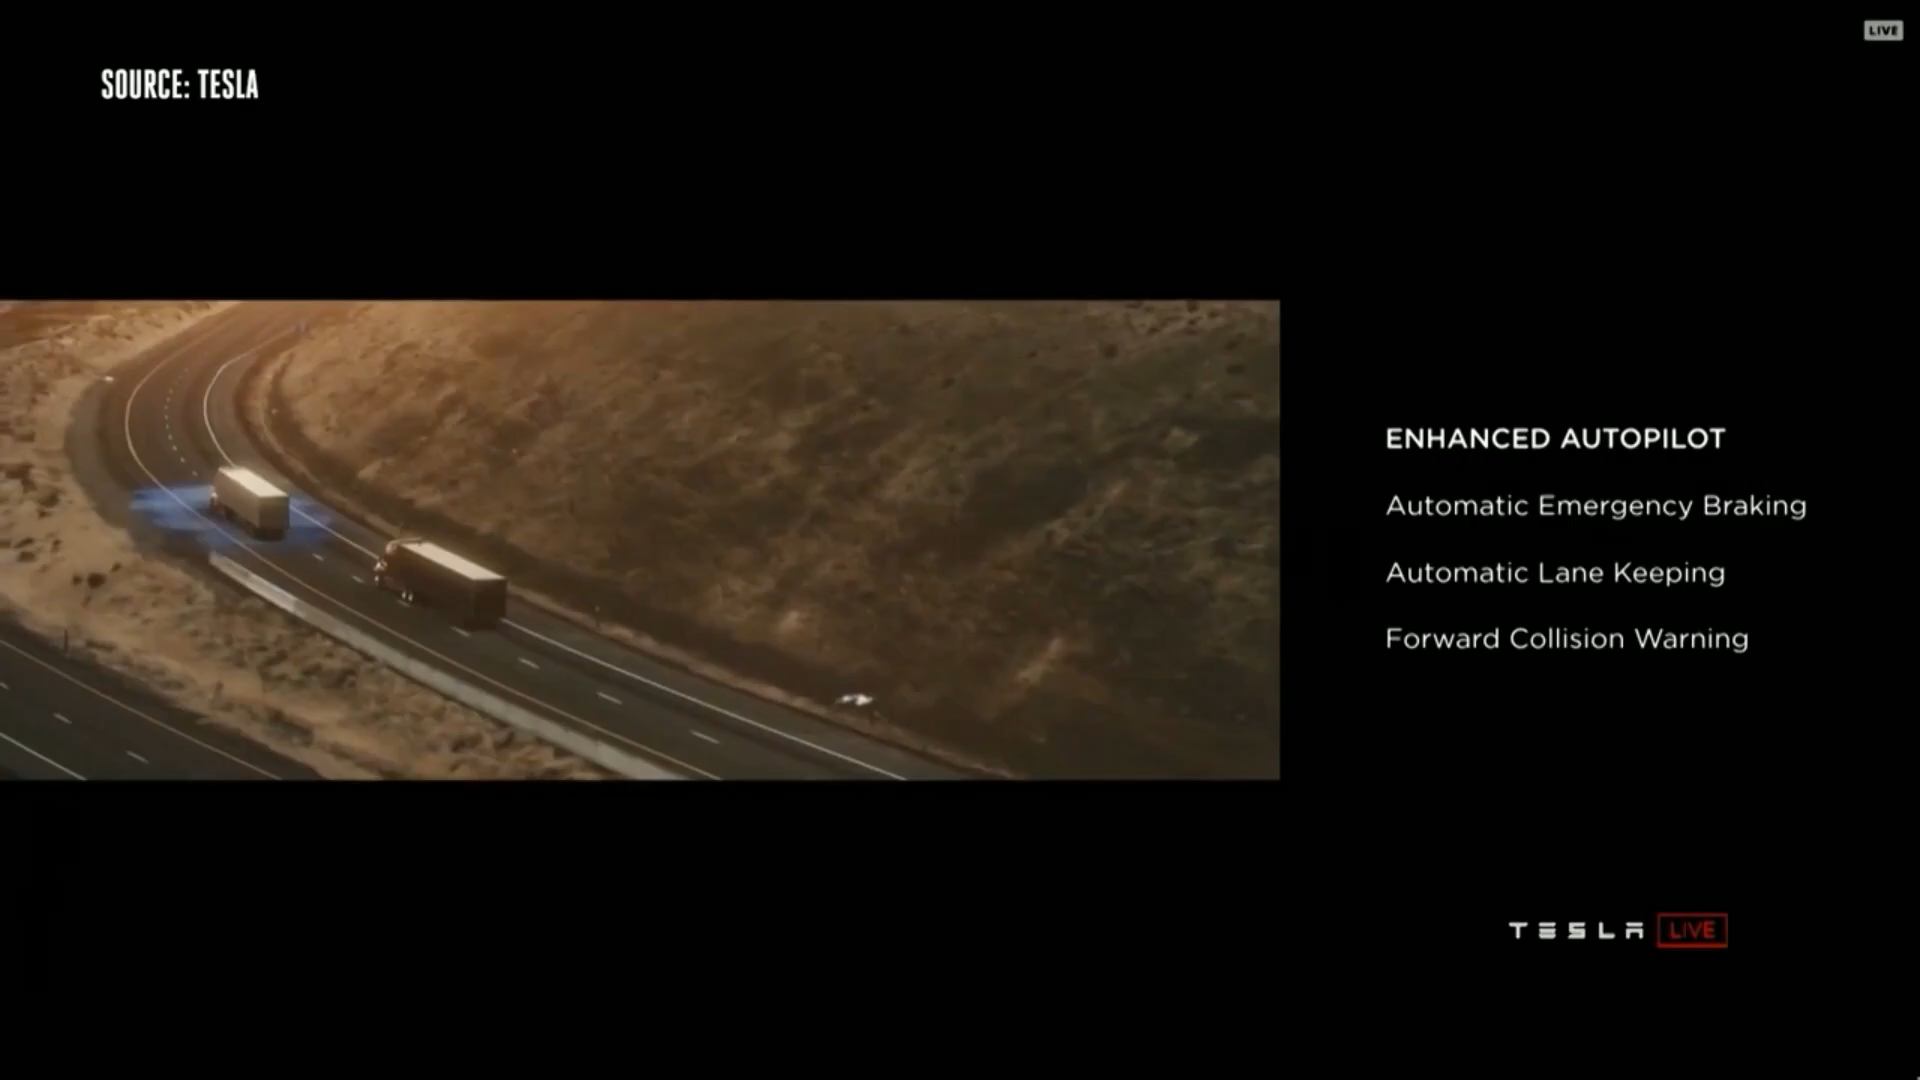 LIVE
SOURCE: TESLA
ENHANCED AUTOPILOT
Automatic Emergency Braking
Automatic Lane Keeping
Forward Collision Warning
TESLA LIVE